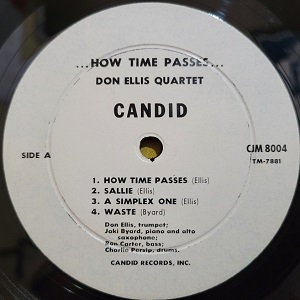 ...HOW TIME PASSES...
DON ELLIS QUARTET
CANDID
SIDE A
CJM 8004
TM-7881
1. HOW TIME PASSES (Ellis)
2. SALLIE (Ellis)
3. A SIMPLEX ONE (Ellis)
4. WASTE (Byard)
Don Ellis, trumpet;
Jaki Byard, piano and alto
saxophone;
Ron Carter, bass;
Charlie Persip, drums.
CANDID RECORDS, INC.